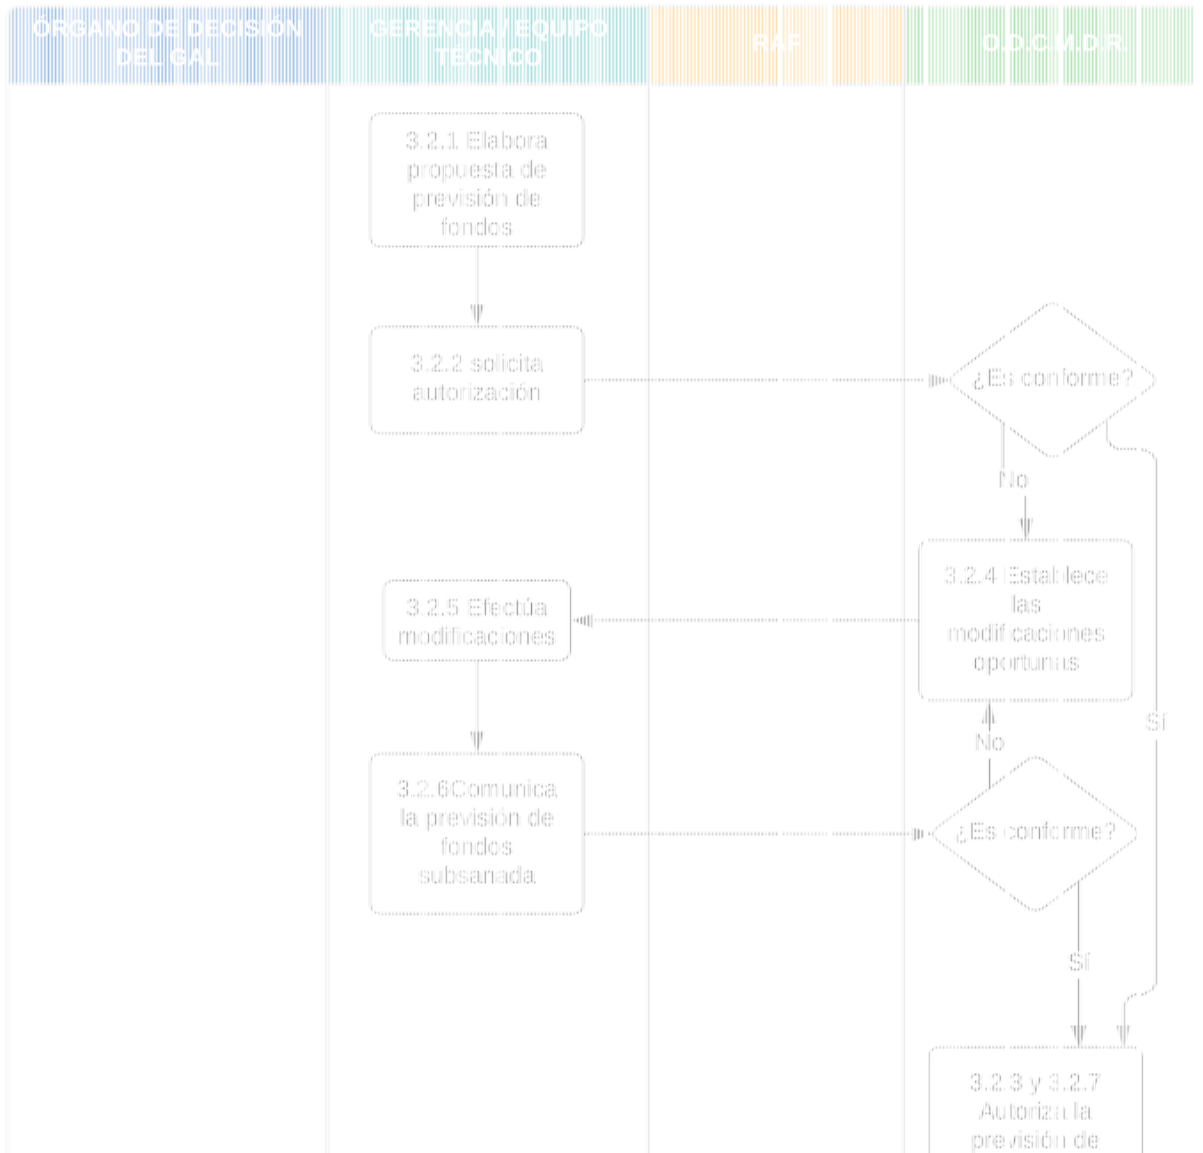 ÓRGANO DE DECISIÓN
DEL GAL
GERENCIA / EQUIPO
TÉCNICO
RAF
O.D.C.M.D.R.
3.2.1 Elabora
propuesta de
previsión de
fondos
3.2.2 solicita
autorización
¿Es conforme?
No
3.2.4 Establece
las
modificaciones
oportunas
3.2.5 Efectúa
modificaciones
Sí
No
3.2.6Comunica
la previsión de
fondos
subsanada
¿Es conforme?
Sí
3.2.3 y 3.2.7
Autoriza la
previsión de